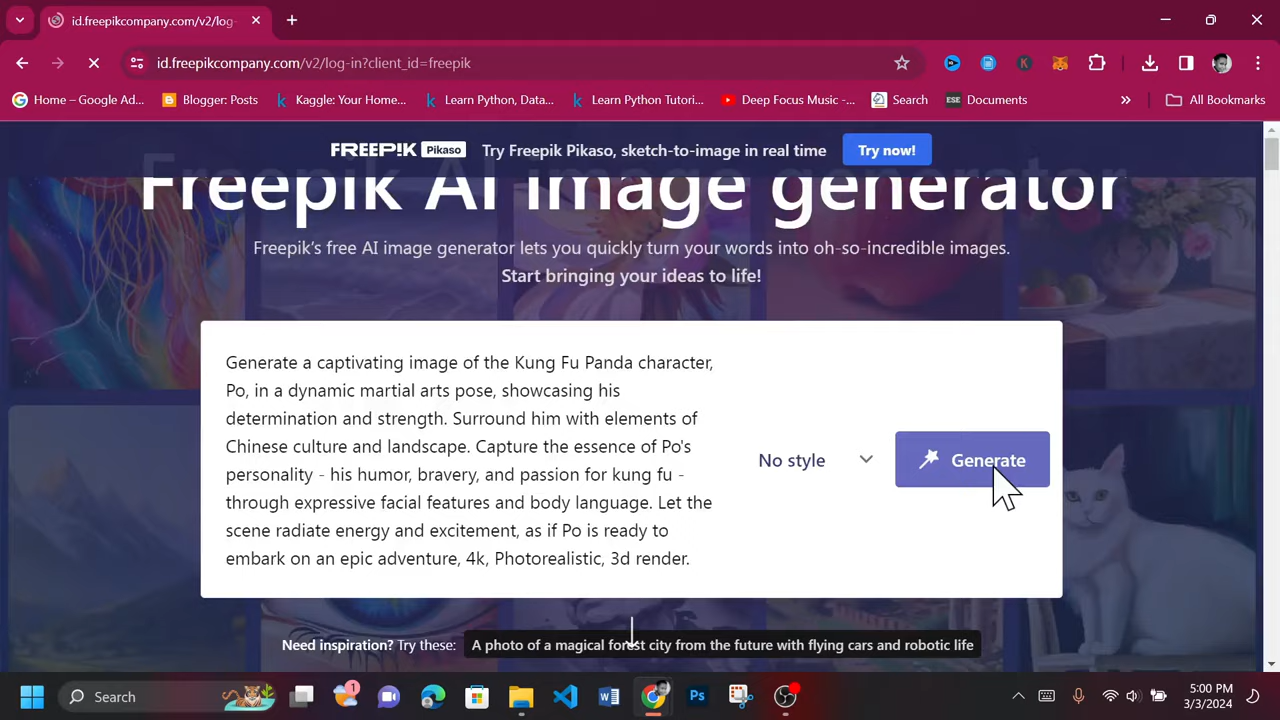 id.freepikcompany.com/v2/log-
id.freepikcompany.com/v2/log-in?client_id=freepik
K
Home – Google Ad...
Blogger: Posts
Kaggle: Your Home...
Learn Python, Data...
Learn Python Tutori...
Deep Focus Music -...
Search
ESE Documents
All Bookmarks
FREEPIK Pikaso Try Freepik Pikaso, sketch-to-image in real time Try now!
Freepik AI image generator
Freepik’s free AI image generator lets you quickly turn your words into oh-so-incredible images.
Start bringing your ideas to life!
Generate a captivating image of the Kung Fu Panda character,
Po, in a dynamic martial arts pose, showcasing his
determination and strength. Surround him with elements of
Chinese culture and landscape. Capture the essence of Po's
personality - his humor, bravery, and passion for kung fu -
through expressive facial features and body language. Let the
scene radiate energy and excitement, as if Po is ready to
embark on an epic adventure, 4k, Photorealistic, 3d render.
No style
Generate
Need inspiration? Try these: A photo of a magical forest city from the future with flying cars and robotic life
Search
Ps
5:00 PM
3/3/2024